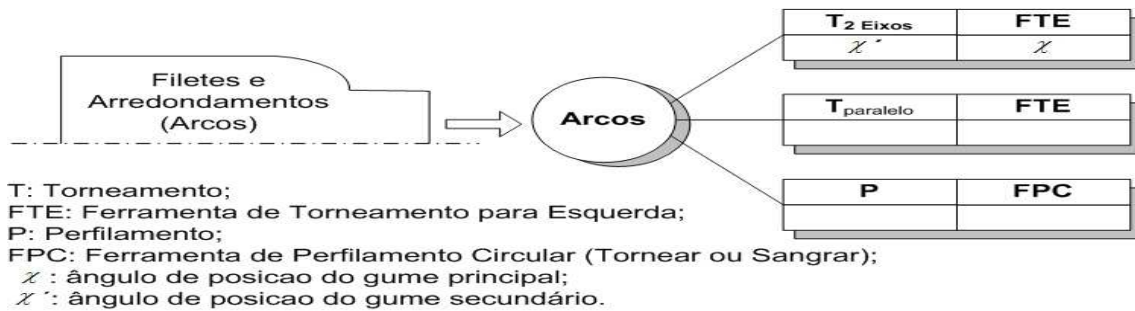 Filetes e
Arredondamentos
(Arcos)
Arcos
T2 Eixos FTE
χ´ χ
Tparalelo FTE
P FPC
T: Torneamento;
FTE: Ferramenta de Torneamento para Esquerda;
P: Perfilamento;
FPC: Ferramenta de Perfilamento Circular (Tornear ou Sangrar);
χ : ângulo de posicao do gume principal;
χ´: ângulo de posicao do gume secundário.